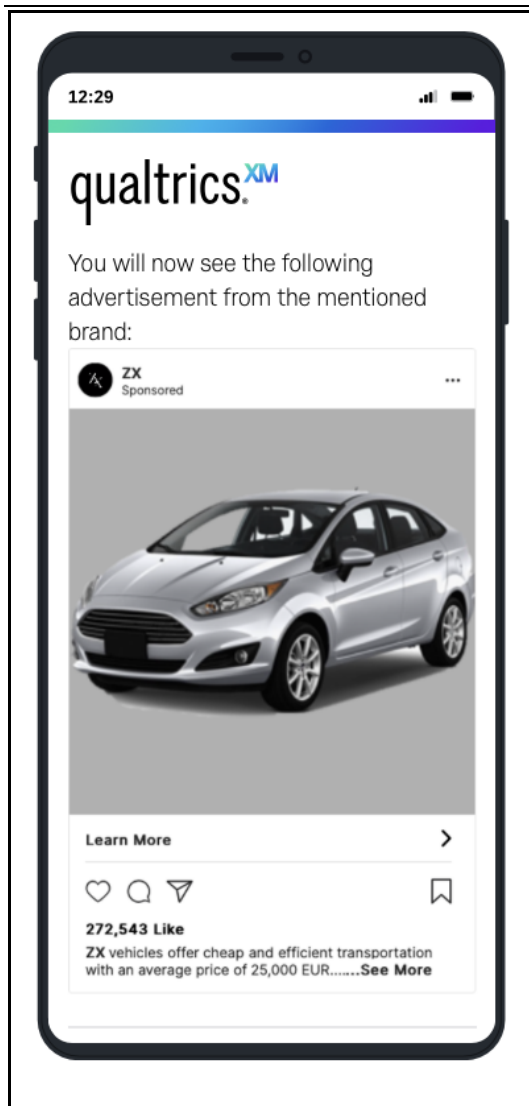 12:29
qualtrics.XM
You will now see the following
advertisement from the mentioned
brand:
ZX
Sponsored
Learn More
272,543 Like
ZX vehicles offer cheap and efficient transportation
with an average price of 25,000 EUR.......See More